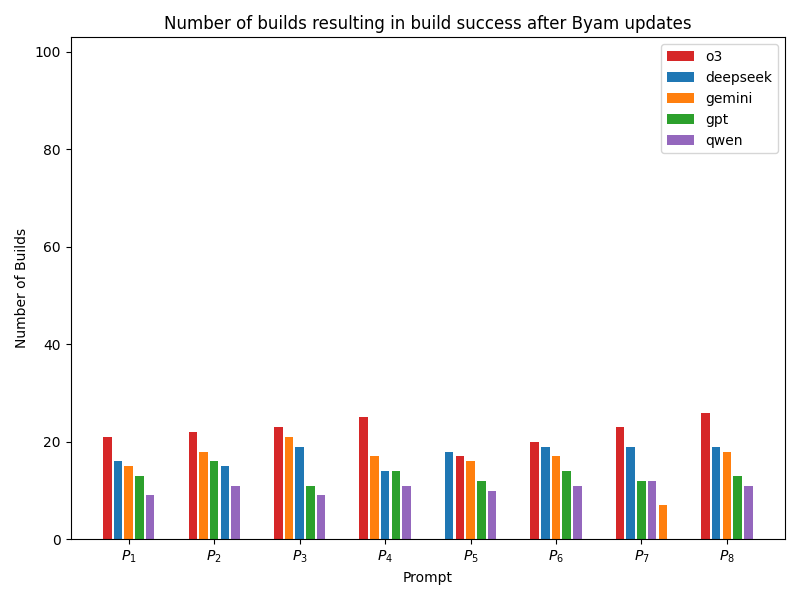 Number of builds resulting in build success after Byam updates
100
80
60
40
20
0
Number of Builds
o3
deepseek
gemini
gpt
qwen
P₁ P₂ P₃ P₄ P₅ P₆ P₇ P₈
Prompt